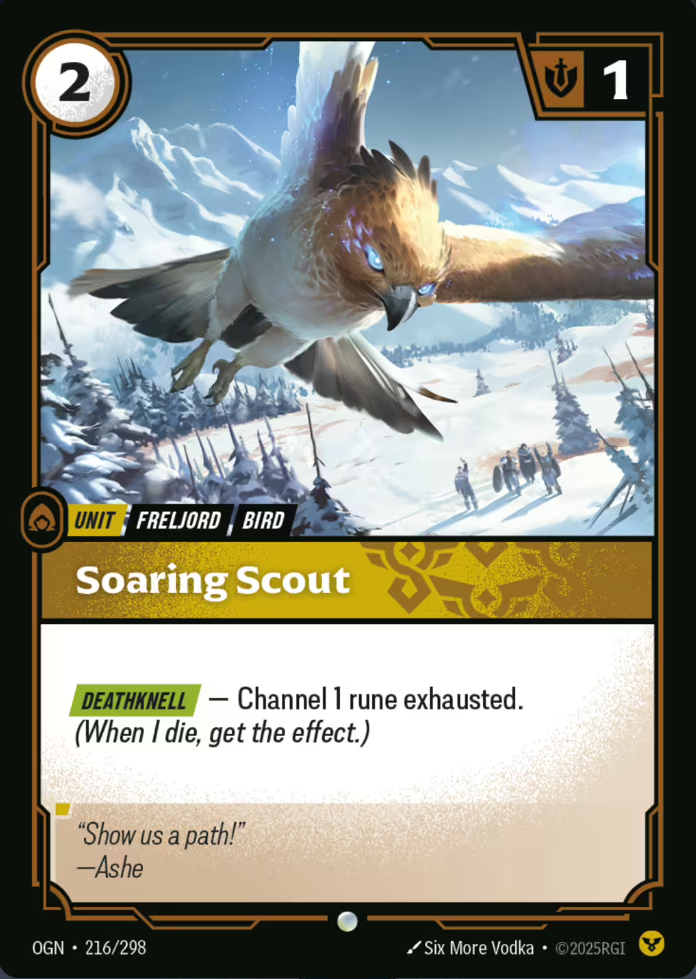 2
1
UNIT FRELJORD BIRD
Soaring Scout
DEATHKNELL — Channel 1 rune exhausted.
(When I die, get the effect.)
“Show us a path!”
—Ashe
OGN • 216/298 Six More Vodka • ©2025RGI